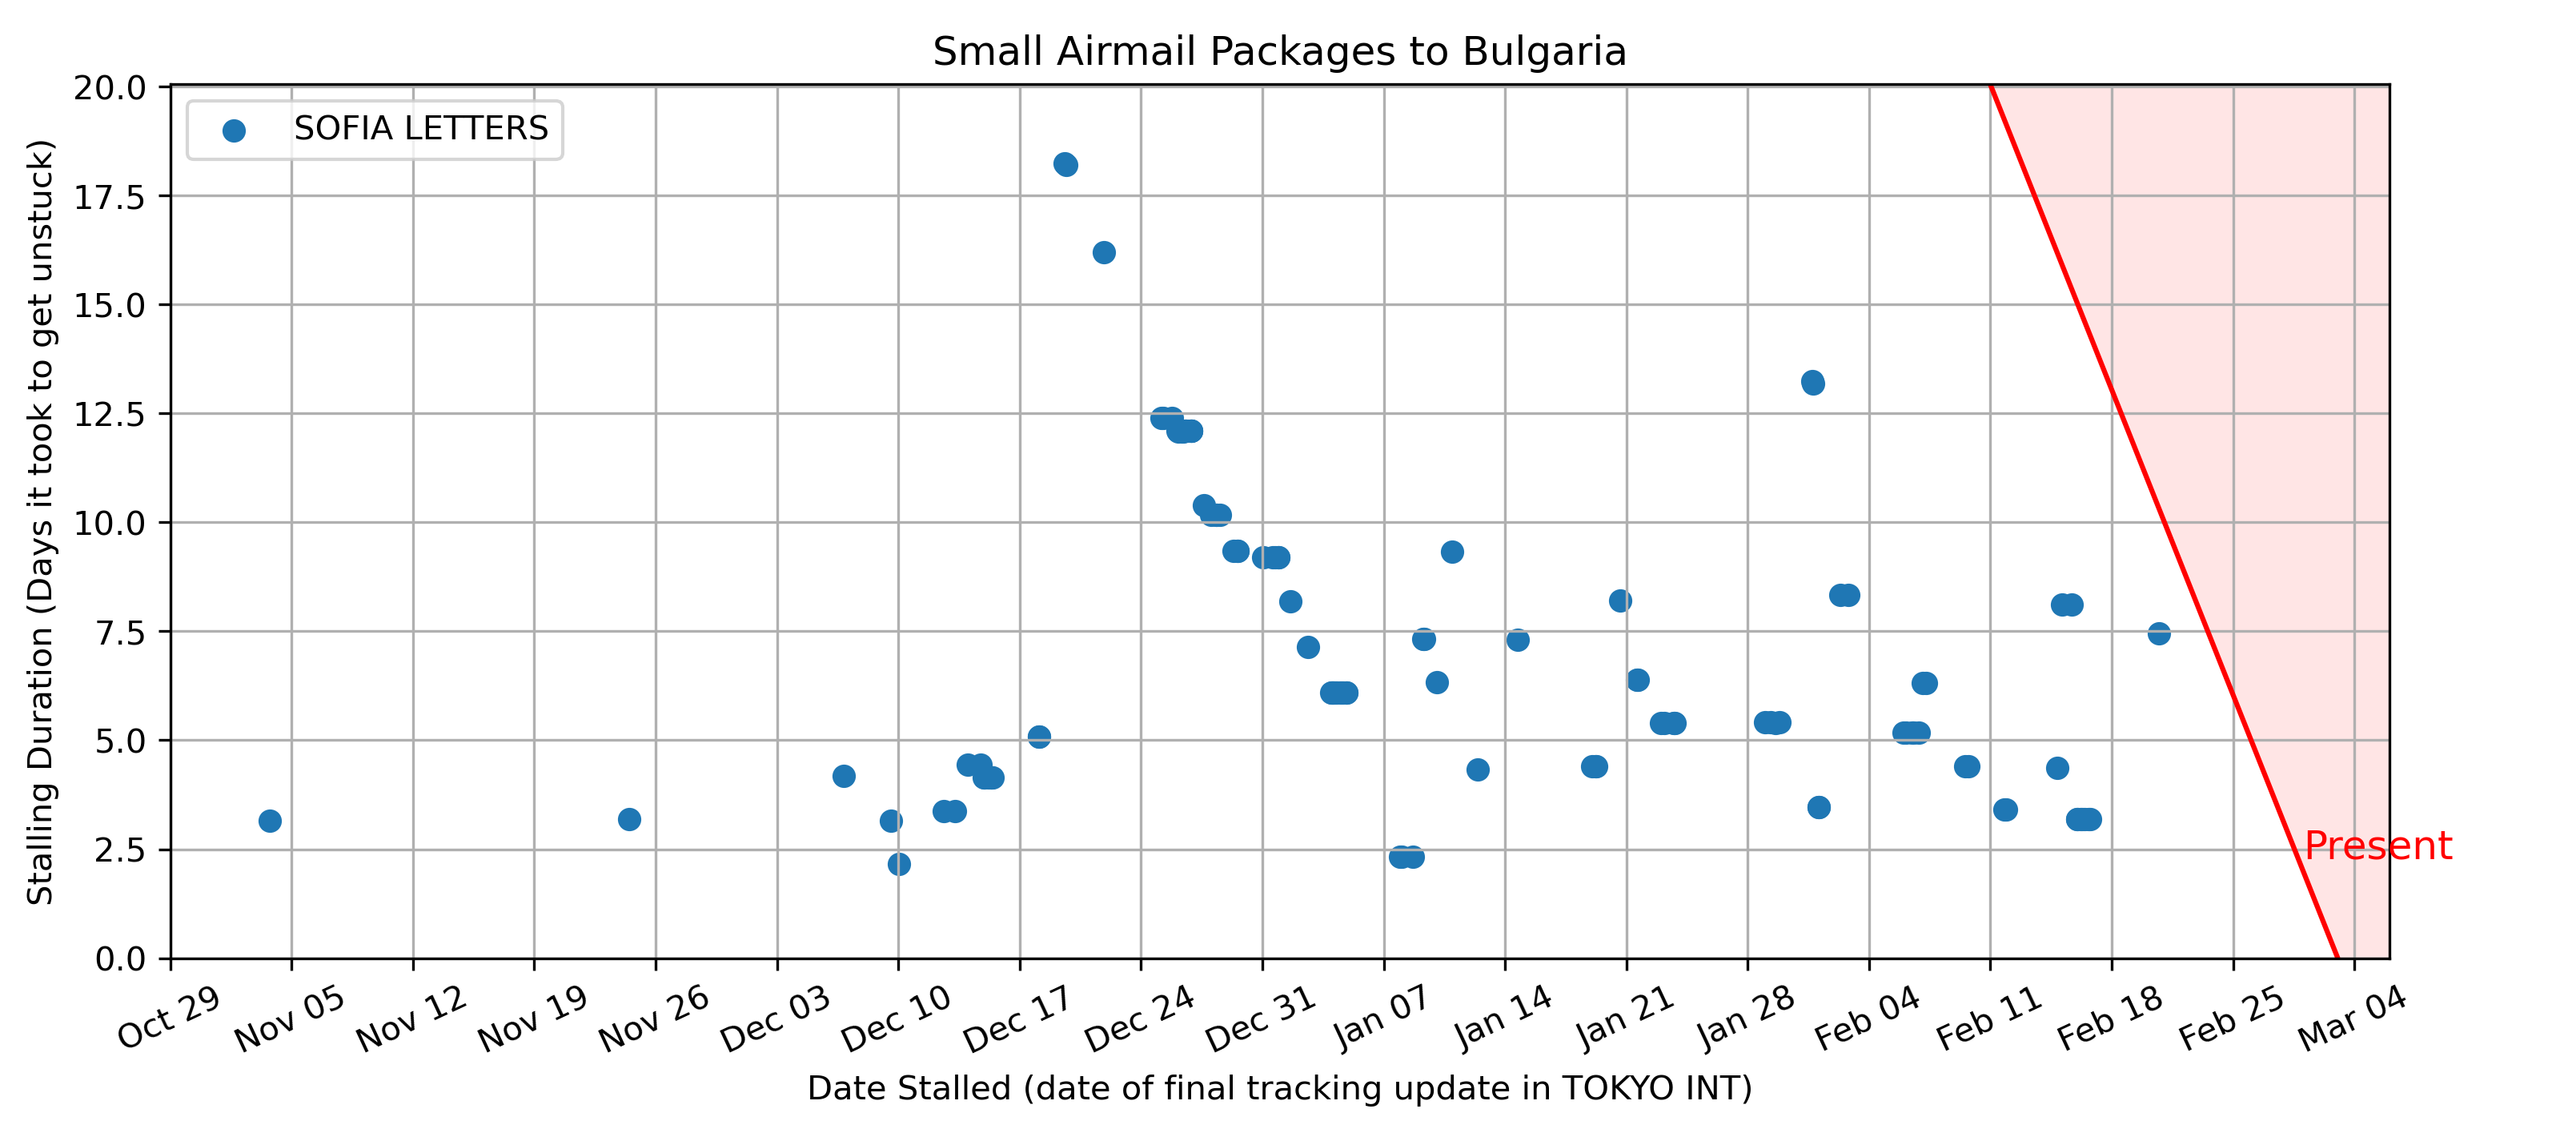 Small Airmail Packages to Bulgaria
SOFIA LETTERS
Stalling Duration (Days it took to get unstuck)
20.0
17.5
15.0
12.5
10.0
7.5
5.0
2.5
0.0
Present
Oct 29 Nov 05 Nov 12 Nov 19 Nov 26 Dec 03 Dec 10 Dec 17 Dec 24 Dec 31 Jan 07 Jan 14 Jan 21 Jan 28 Feb 04 Feb 11 Feb 18 Feb 25 Mar 04
Date Stalled (date of final tracking update in TOKYO INT)